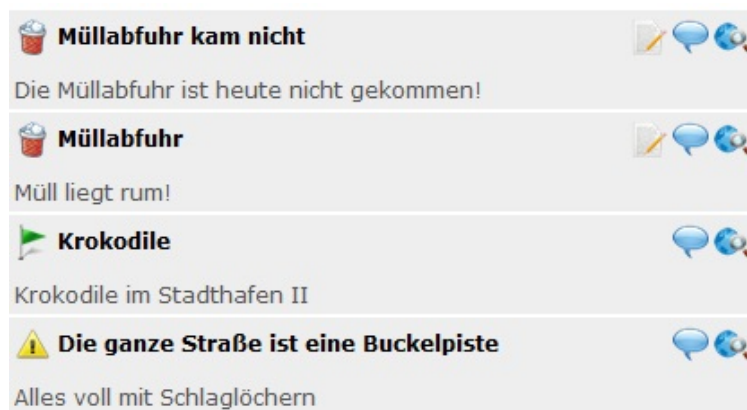 Müllabfuhr kam nicht
Die Müllabfuhr ist heute nicht gekommen!
Müllabfuhr
Müll liegt rum!
Krokodile
Krokodile im Stadthafen II
Die ganze Straße ist eine Buckelpiste
Alles voll mit Schlaglöchern